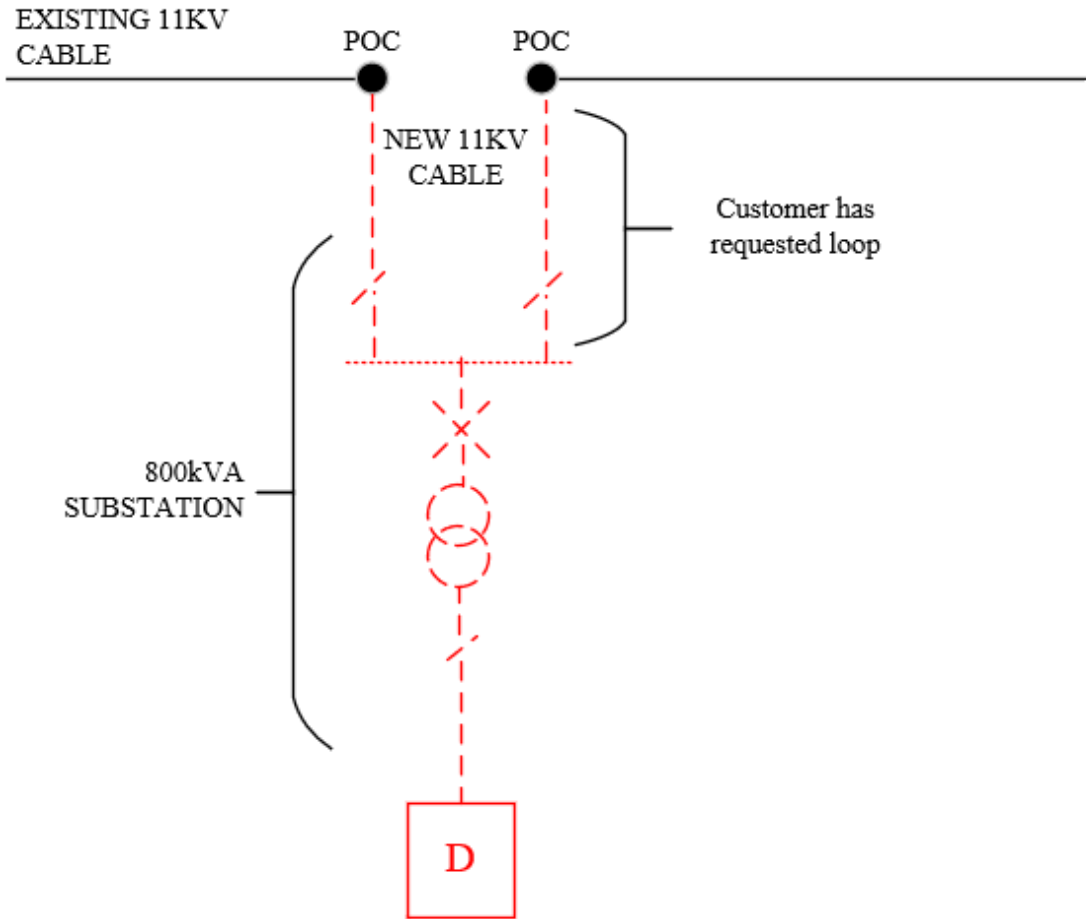 EXISTING 11KV
CABLE
POC
POC
NEW 11KV
CABLE
Customer has
requested loop
800kVA
SUBSTATION
D